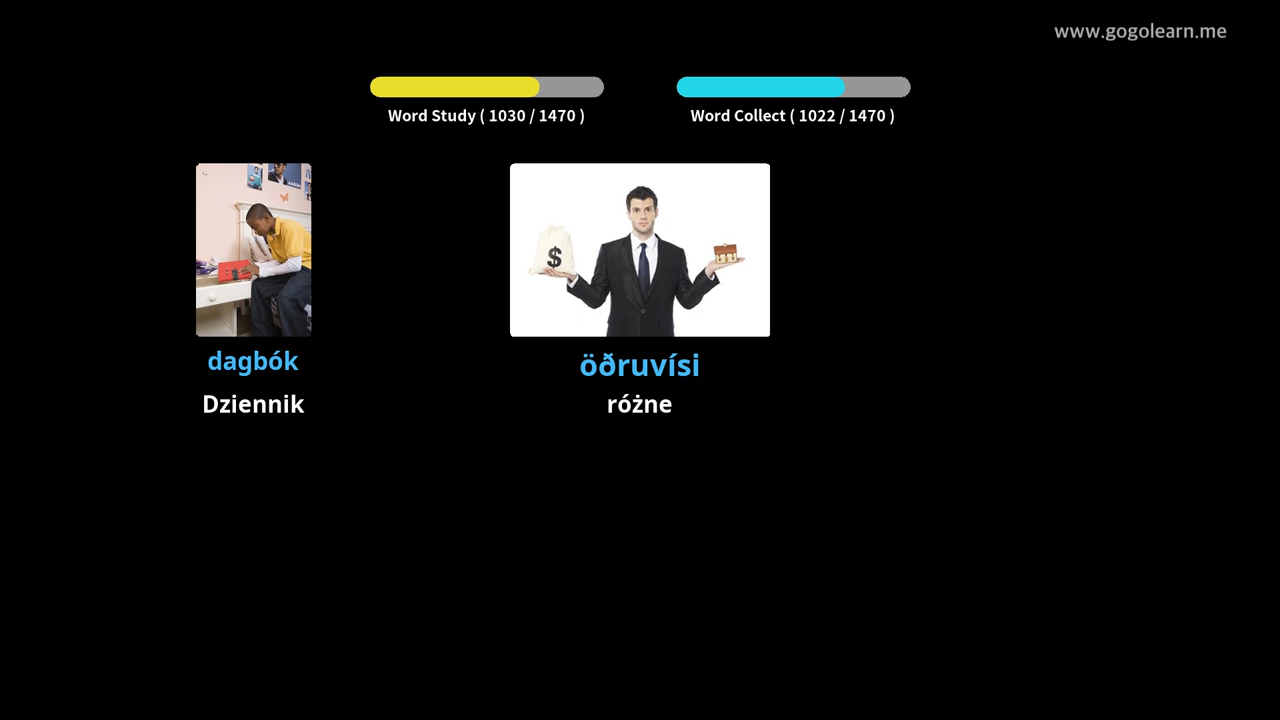 www.gogolearn.me
Word Study ( 1030 / 1470 )
Word Collect ( 1022 / 1470 )
$
dagbók
öðruvísi
Dziennik
różne